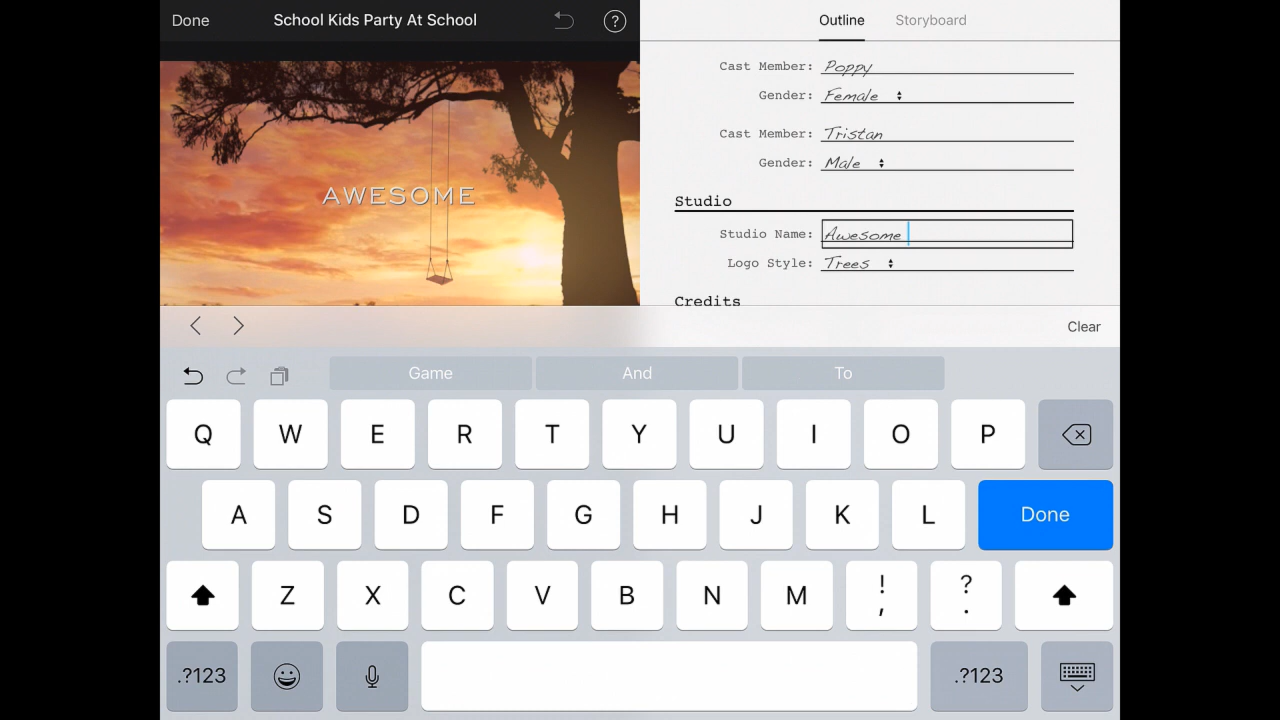 Done School Kids Party At School ?
Outline Storyboard
AWESOME
Cast Member: Poppy
Gender: Female
Cast Member: Tristan
Gender: Male
Studio
Studio Name: Awesome
Logo Style: Trees
Credits
Clear
Game And To
Q W E R T Y U I O P
A S D F G H J K L Done
Z X C V B N M ! , ? .
.?123 .?123